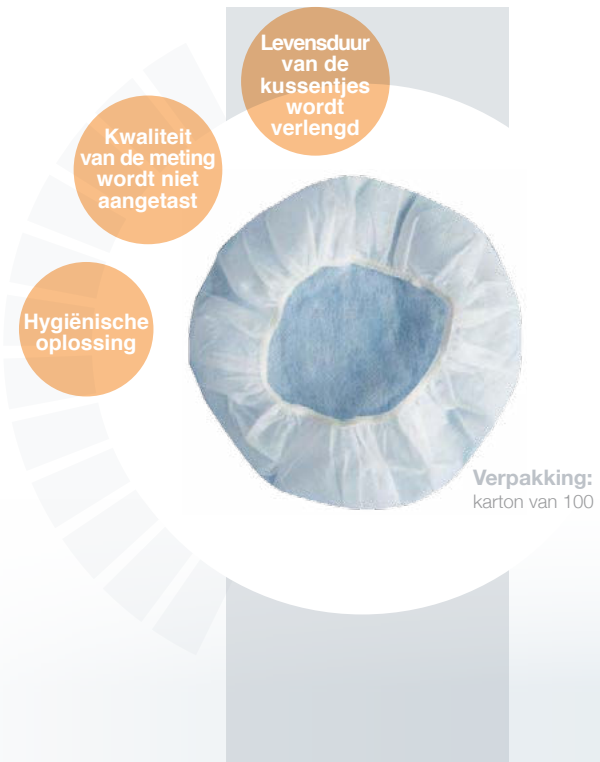 Levensduur
van de
kussentjes
wordt
verlengd
Kwaliteit
van de meting
wordt niet
aangetast
Hygiënische
oplossing
Verpakking:
karton van 100